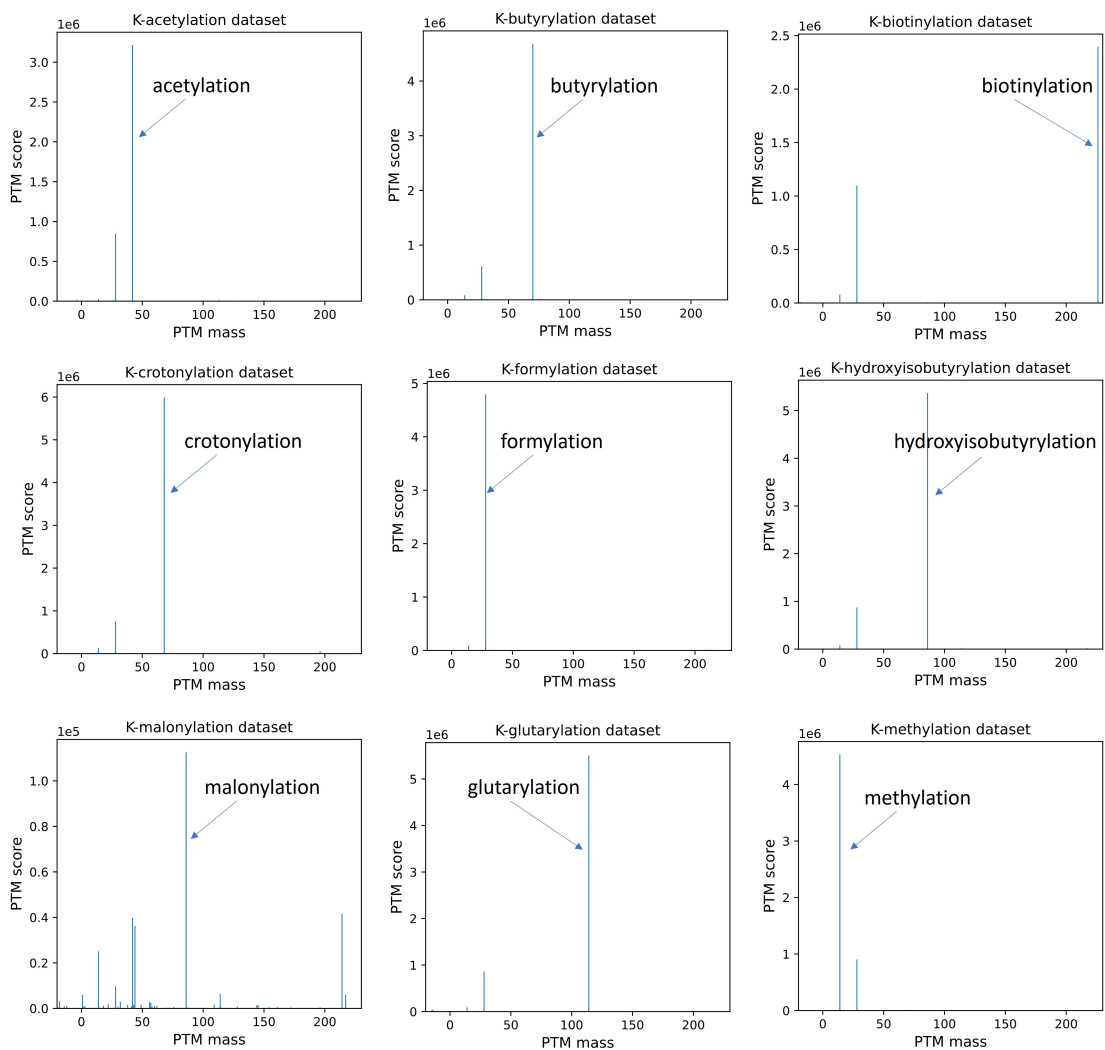 K-acetylation dataset
1e6
acetylation
PTM score
3.0
2.5
2.0
1.5
1.0
0.5
0.0
0 50 100 150 200
PTM mass
K-butyrylation dataset
1e6
butyrylation
PTM score
4
3
2
1
0
0 50 100 150 200
PTM mass
K-biotinylation dataset
1e6
biotinylation
PTM score
2.5
2.0
1.5
1.0
0.5
0.0
0 50 100 150 200
PTM mass
K-crotonylation dataset
1e6
crotonylation
PTM score
6
5
4
3
2
1
0
0 50 100 150 200
PTM mass
K-formylation dataset
1e6
formylation
PTM score
5
4
3
2
1
0
0 50 100 150 200
PTM mass
K-hydroxyisobutyrylation dataset
1e6
hydroxyisobutyrylation
PTM score
5
4
3
2
1
0
0 50 100 150 200
PTM mass
K-malonylation dataset
1e5
malonylation
PTM score
1.0
0.8
0.6
0.4
0.2
0.0
0 50 100 150 200
PTM mass
K-glutarylation dataset
1e6
glutarylation
PTM score
5
4
3
2
1
0
0 50 100 150 200
PTM mass
K-methylation dataset
1e6
methylation
PTM score
4
3
2
1
0
0 50 100 150 200
PTM mass